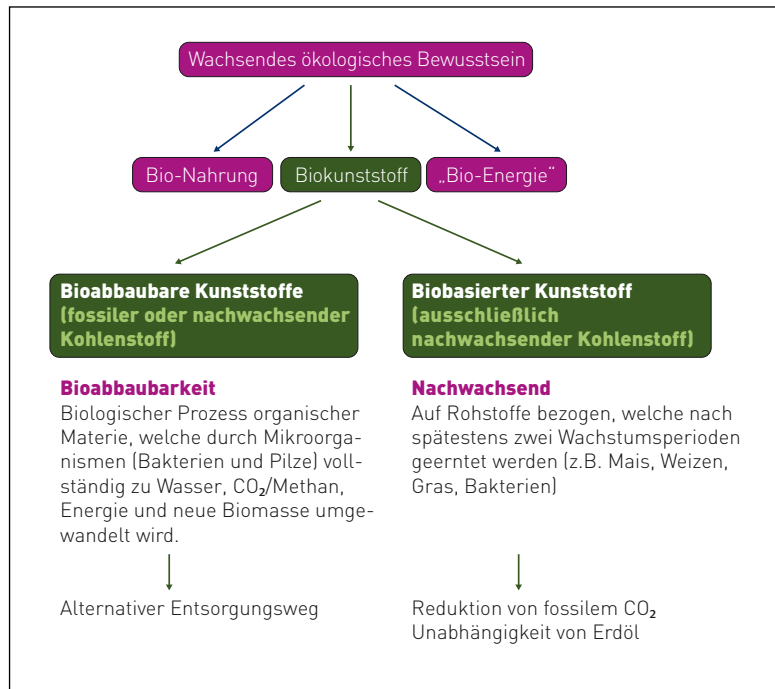 Wachsendes ökologisches Bewusstsein
Bio-Nahrung
Biokunststoff
„Bio-Energie“
Bioabbaubare Kunststoffe
(fossiler oder nachwachsender
Kohlenstoff)
Bioabbaubarkeit
Biologischer Prozess organischer
Materie, welche durch Mikroorga-
nismen (Bakterien und Pilze) voll-
ständig zu Wasser, CO₂/Methan,
Energie und neue Biomasse umge-
wandelt wird.
Alternativer Entsorgungsweg
Biobasierter Kunststoff
(ausschließlich
nachwachsender Kohlenstoff)
Nachwachsend
Auf Rohstoffe bezogen, welche nach
spätestens zwei Wachstumsperioden
geerntet werden (z.B. Mais, Weizen,
Gras, Bakterien)
Reduktion von fossilem CO₂
Unabhängigkeit von Erdöl